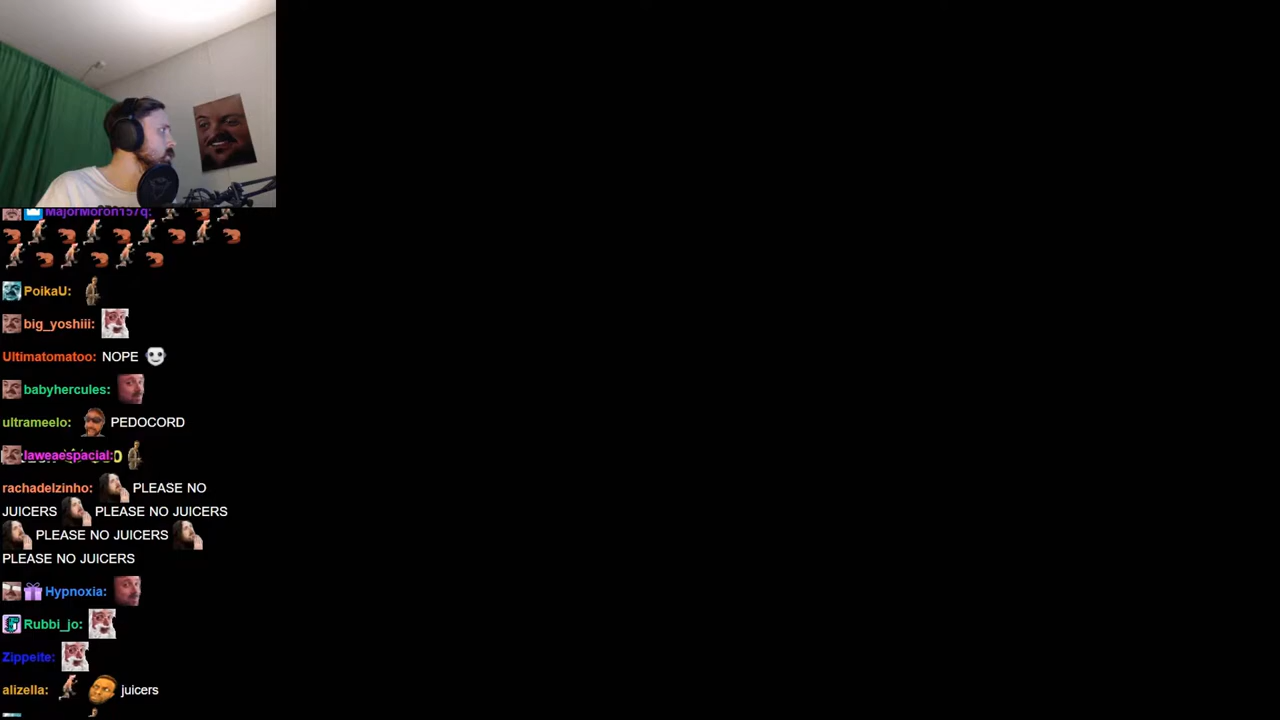 MajorMoron157q:
PoikaU:
big_yoshiii:
Ultimatomatoo: NOPE
babyhercules:
ultrameelo: PEDOCORD
laweaespacial:
rachadelzinho: PLEASE NO
JUICERS PLEASE NO JUICERS
PLEASE NO JUICERS
PLEASE NO JUICERS
Hypnoxia:
Rubbi_jo:
Zippeite:
alizella: juicers